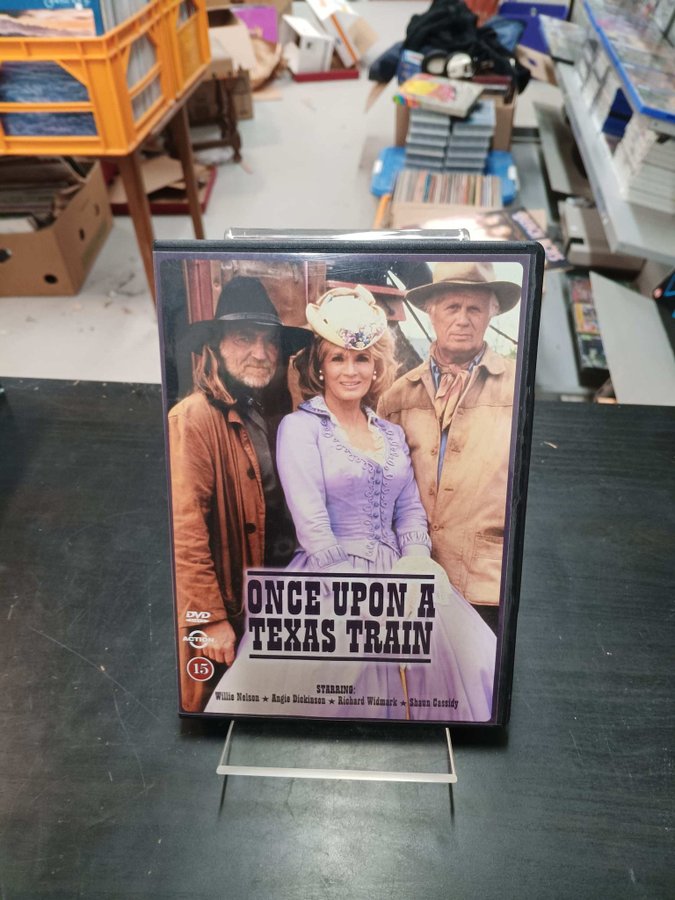 ONCE UPON A
TEXAS TRAIN
DVD
ACTION
15
STARRING:
Willie Nelson ★ Angie Dickinson ★ Richard Widmark ★ Shaun Cassidy